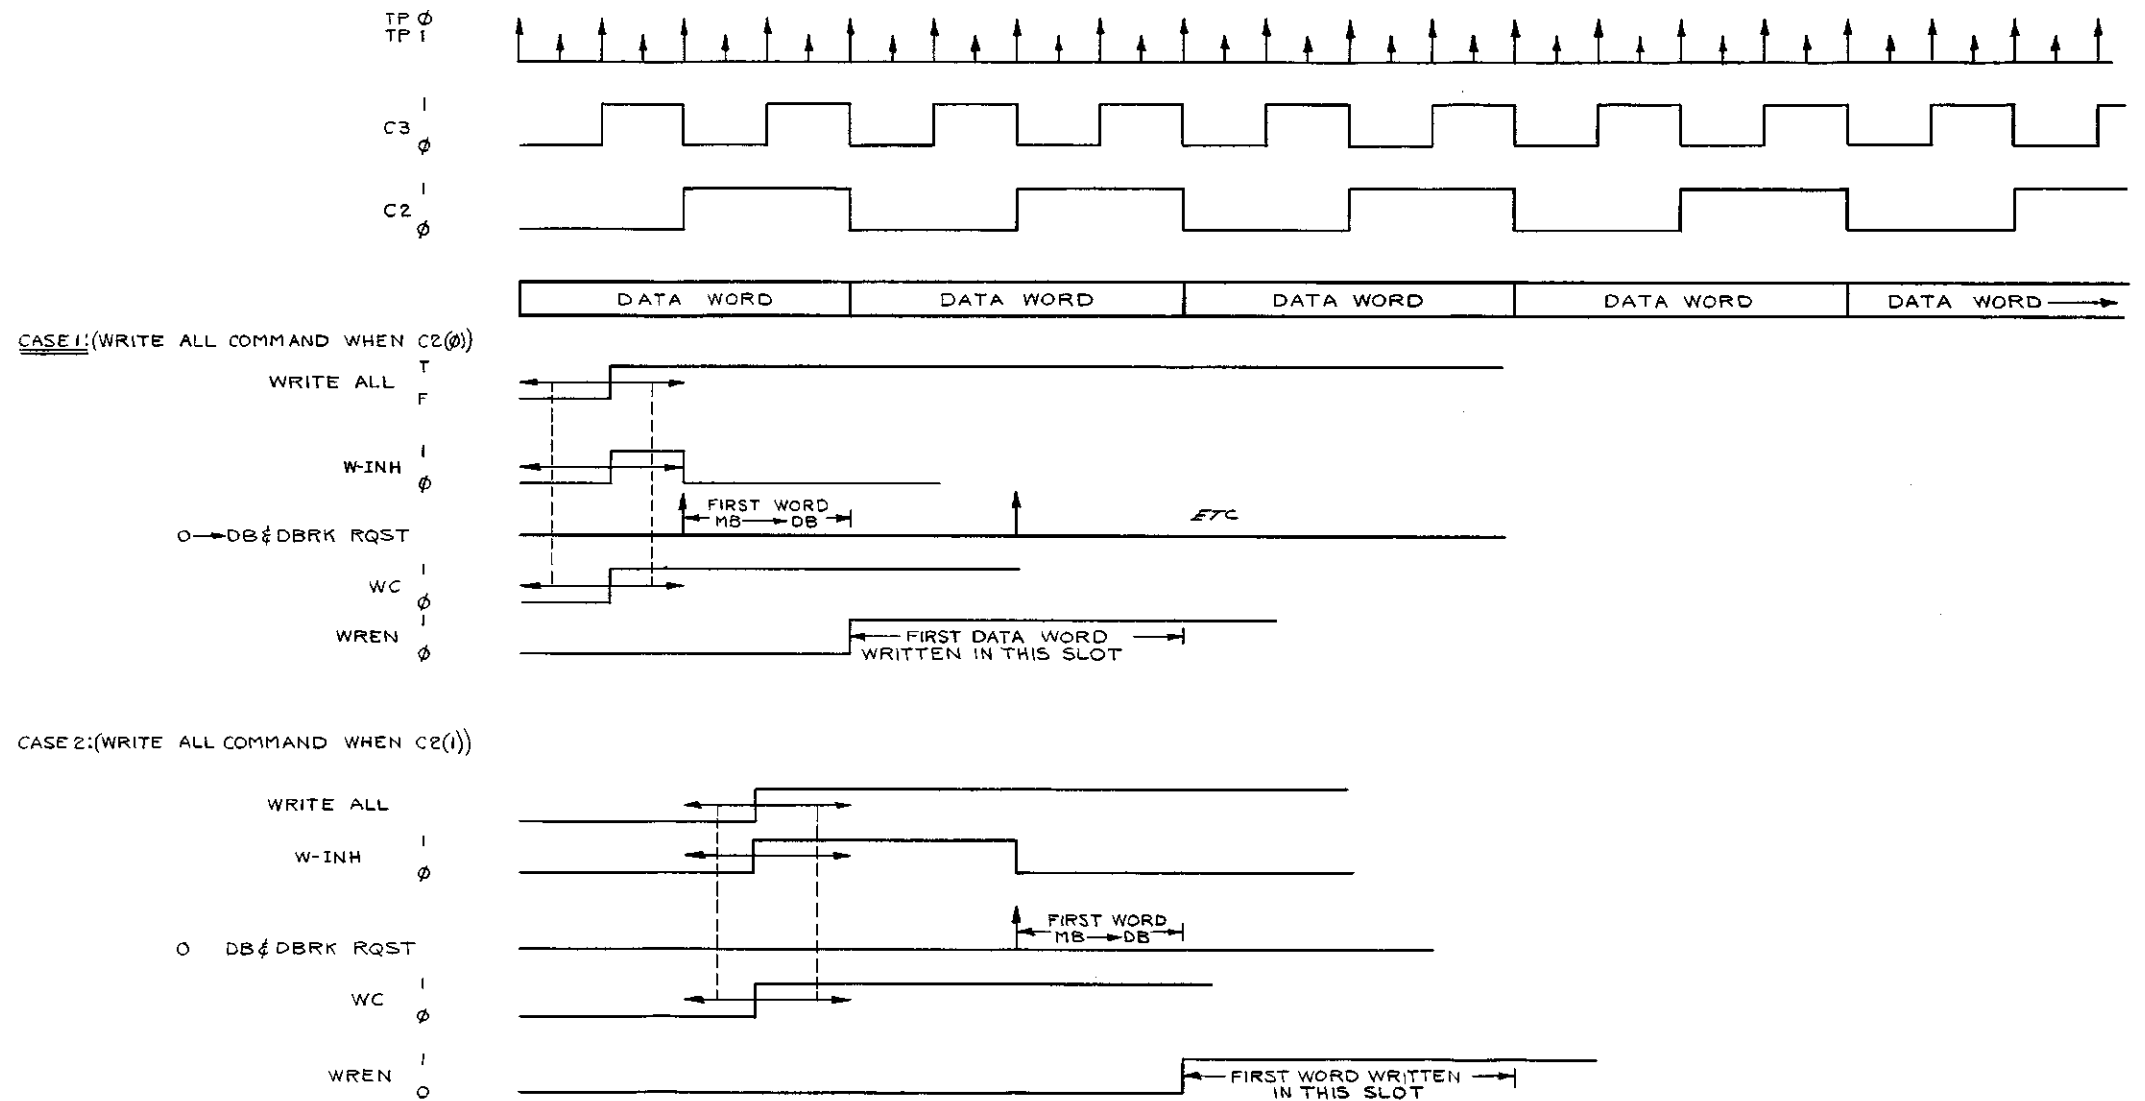 TP Ø
TP 1
1
C3
Ø
1
C2
Ø
DATA WORD DATA WORD DATA WORD DATA WORD DATA WORD
CASE 1:(WRITE ALL COMMAND WHEN C2(Ø))
T
WRITE ALL
F
1
W-INH
Ø
FIRST WORD
MB → DB
ETC
O→DB & DBRK RQST
1
WC
Ø
1
WREN
Ø
FIRST DATA WORD
WRITTEN IN THIS SLOT
CASE 2:(WRITE ALL COMMAND WHEN C2(1))
WRITE ALL
1
W-INH
Ø
FIRST WORD
MB → DB
O DB & DBRK RQST
1
WC
Ø
1
WREN
O
FIRST WORD WRITTEN
IN THIS SLOT